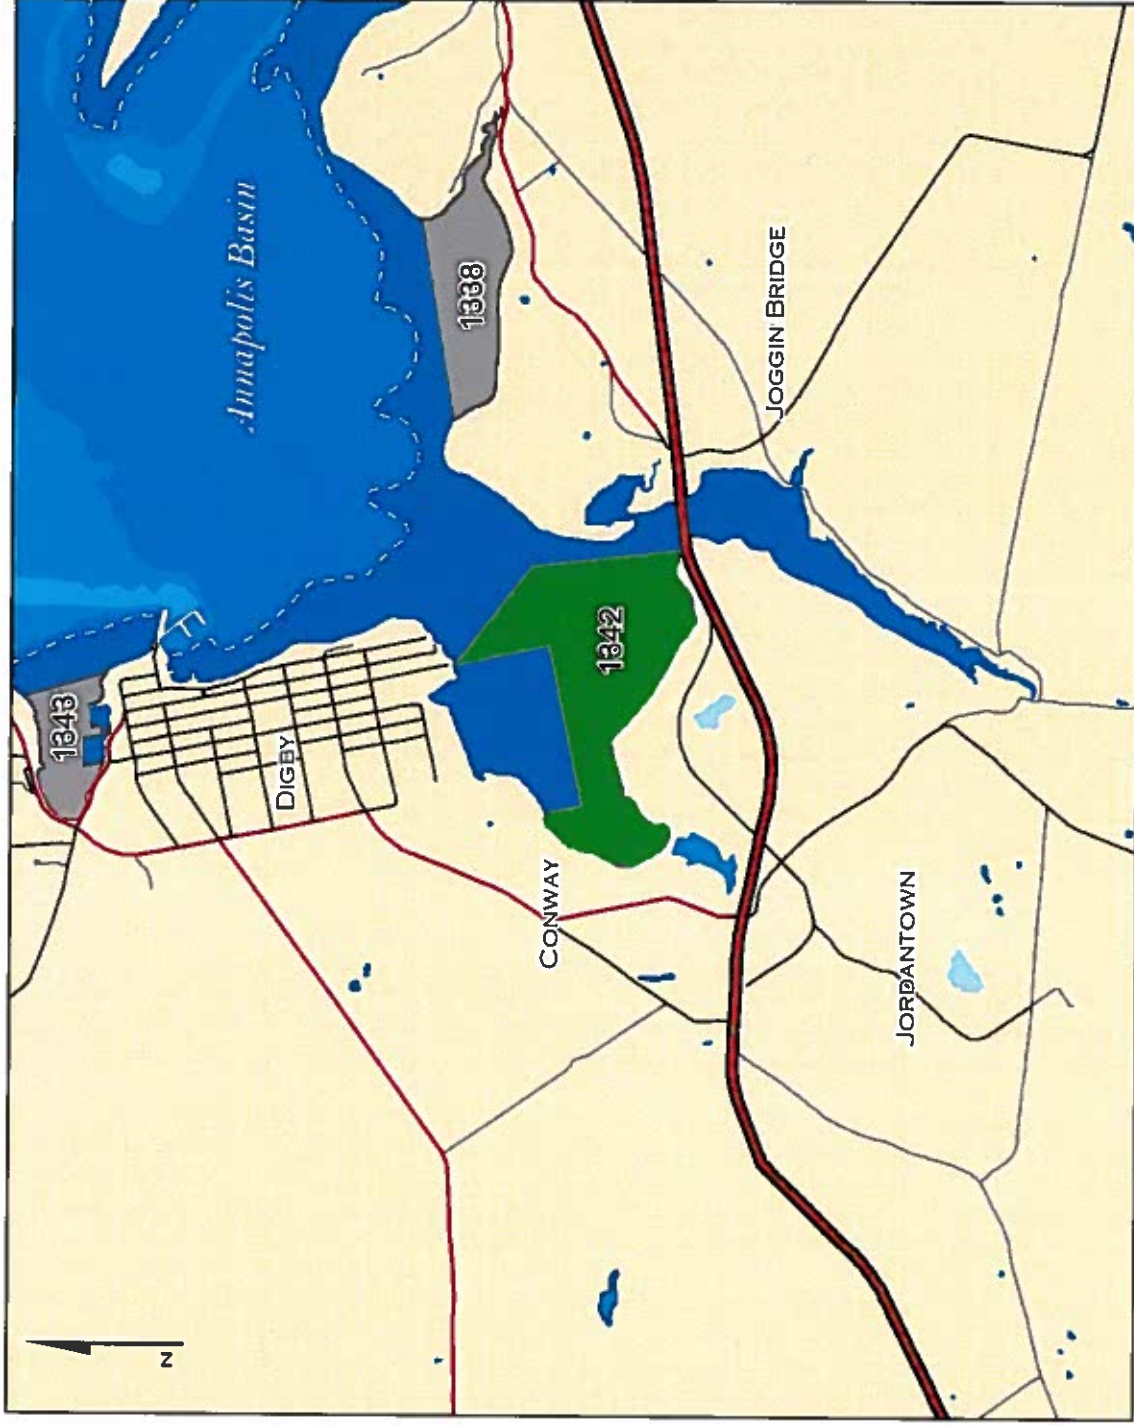 Annapolis Basin
1338
JOGGIN BRIDGE
1342
1343
DIGBY
CONWAY
JORDANTOWN
N